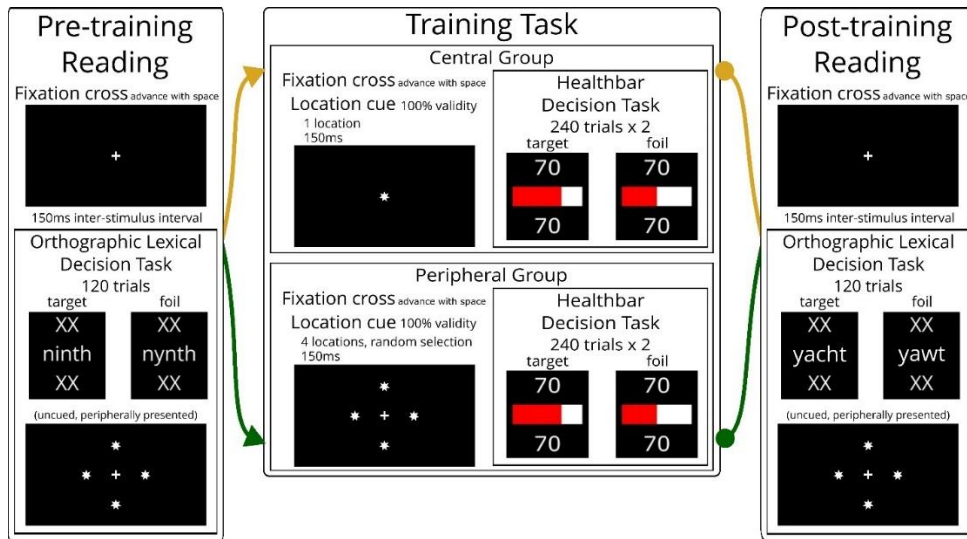 Pre-training
Reading
Fixation cross advance with space
+
150ms inter-stimulus interval
Orthographic Lexical
Decision Task
120 trials
target foil
XX XX
ninth nynth
XX XX
(uncued, peripherally presented)
+
Training Task
Central Group
Fixation cross advance with space
Location cue 100% validity
1 location
150ms
Healthbar
Decision Task
240 trials x 2
target foil
70 70
70 70
Peripheral Group
Fixation cross advance with space
Location cue 100% validity
4 locations, random selection
150ms
+
Healthbar
Decision Task
240 trials x 2
target foil
70 70
70 70
Post-training
Reading
Fixation cross advance with space
+
150ms inter-stimulus interval
Orthographic Lexical
Decision Task
120 trials
target foil
XX XX
yacht yawt
XX XX
(uncued, peripherally presented)
+